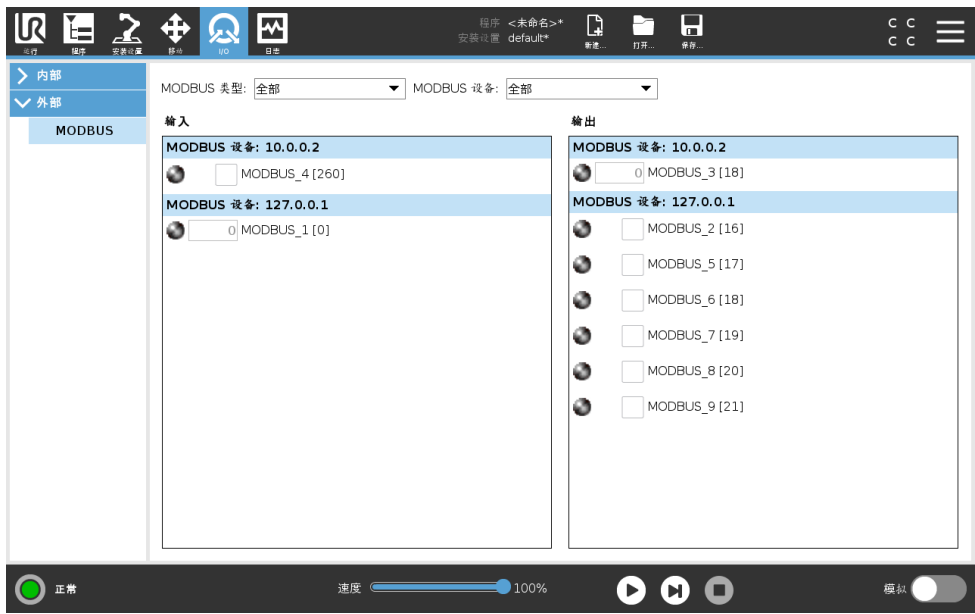 程序 <未命名>*
安装设置 default*
C C
C C
运行 程序 安装设置 移动 I/O 日志 新建... 打开... 保存...
内部
外部
MODBUS
MODBUS 类型: 全部 MODBUS 设备: 全部
输入 输出
MODBUS 设备: 10.0.0.2
MODBUS_4 [260]
MODBUS 设备: 127.0.0.1
0 MODBUS_1 [0]
MODBUS 设备: 10.0.0.2
0 MODBUS_3 [18]
MODBUS 设备: 127.0.0.1
MODBUS_2 [16]
MODBUS_5 [17]
MODBUS_6 [18]
MODBUS_7 [19]
MODBUS_8 [20]
MODBUS_9 [21]
正常 速度 100% 模拟